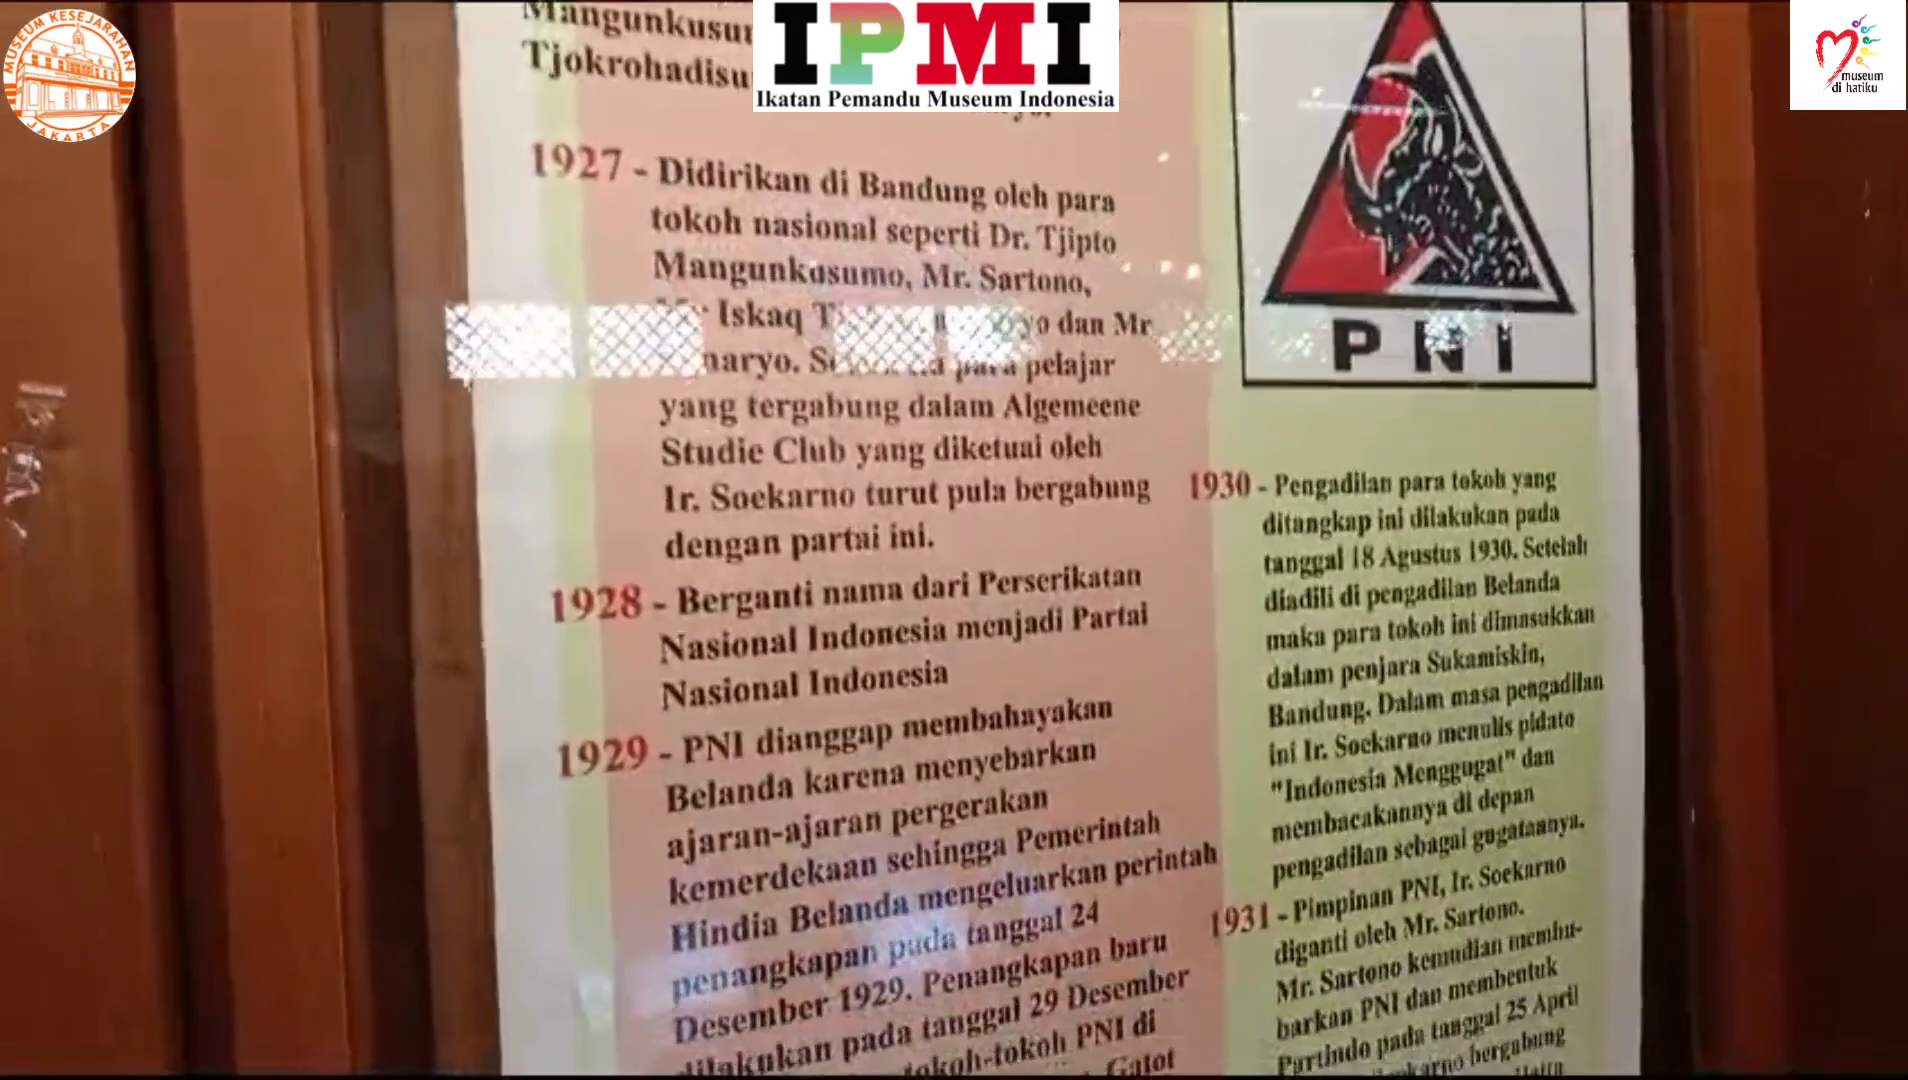 MUSEUM KESEJARAHAN
JAKARTA
IPMI
Ikatan Pemandu Museum Indonesia
museum
di hatiku
Tjokrohadisu
1927 - Didirikan di Bandung oleh para
tokoh nasional seperti Dr. Tjipto
Mangunkusumo, Mr. Sartono,
Iskaq dan Mr
naryo. para pelajar
yang tergabung dalam Algemeene
Studie Club yang diketuai oleh
Ir. Soekarno turut pula bergabung
dengan partai ini.
1928 - Berganti nama dari Perserikatan
Nasional Indonesia menjadi Partai
Nasional Indonesia
1929 - PNI dianggap membahayakan
Belanda karena menyebarkan
ajaran-ajaran pergerakan
kemerdekaan sehingga Pemerintah
Hindia Belanda mengeluarkan perintah
penangkapan pada tanggal 24
Desember 1929. Penangkapan baru
dilakukan pada tanggal 29 Desember
tokoh-tokoh PNI di
Gatot
PNI
1930 - Pengadilan para tokoh yang
ditangkap ini dilakukan pada
tanggal 18 Agustus 1930. Setelah
diadili di pengadilan Belanda
maka para tokoh ini dimasukkan
dalam penjara Sukamiskin,
Bandung. Dalam masa pengadilan
ini Ir. Soekarno menulis pidato
"Indonesia Menggugat" dan
membacakannya di depan
pengadilan sebagai gugatannya.
1931 - Pimpinan PNI, Ir. Soekarno
diganti oleh Mr. Sartono.
Mr. Sartono kemudian membu-
barkan PNI dan membentuk
Partindo pada tanggal 25 April
bergabung